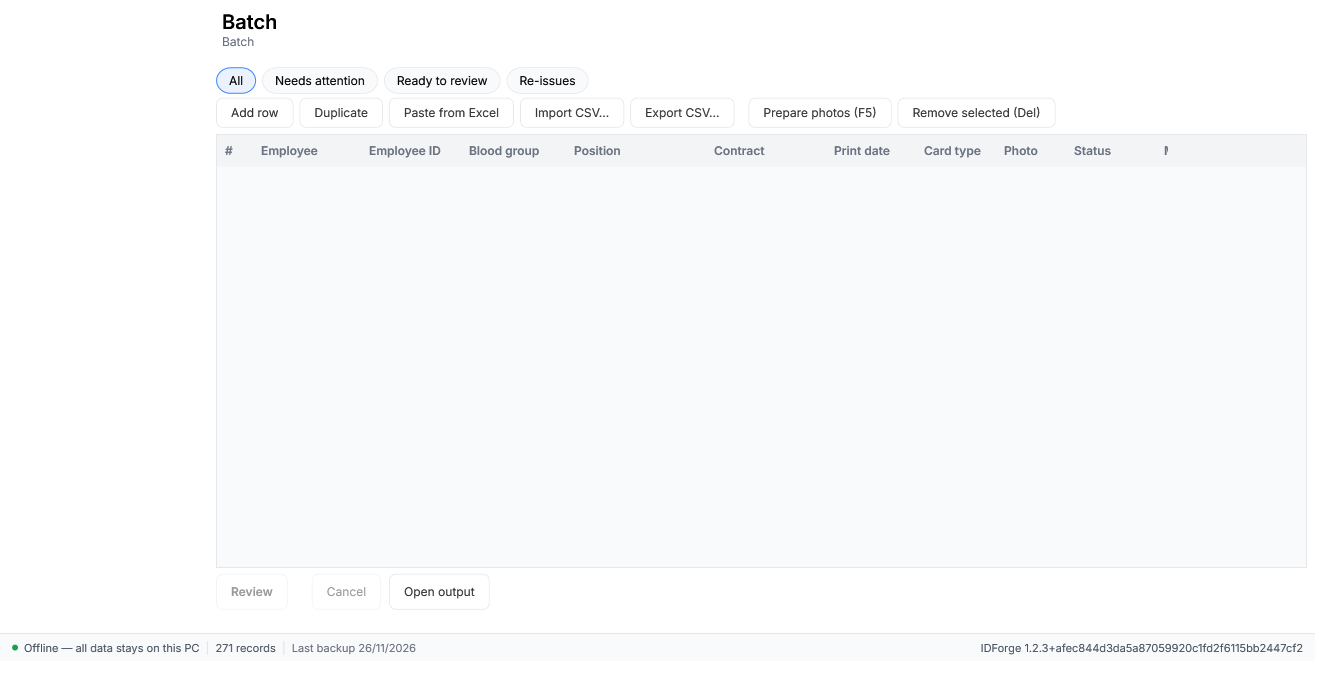 Batch
Batch
All Needs attention Ready to review Re-issues
Add row Duplicate Paste from Excel Import CSV... Export CSV... Prepare photos (F5) Remove selected (Del)
# Employee Employee ID Blood group Position Contract Print date Card type Photo Status
Review Cancel Open output
Offline — all data stays on this PC 271 records Last backup 26/11/2026 IDForge 1.2.3+afec844d3da5a87059920c1fd2f6115bb2447cf2